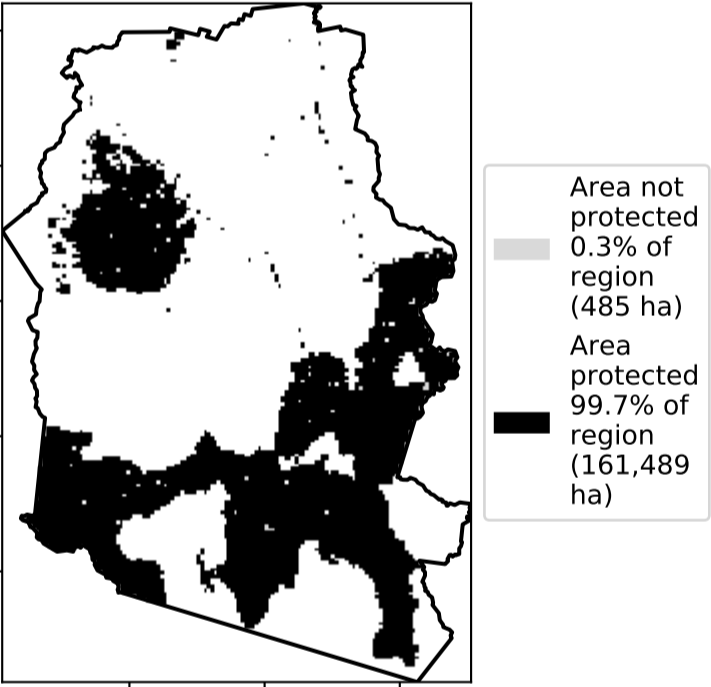 Area not
protected
0.3% of
region
(485 ha)
Area
protected
99.7% of
region
(161,489
ha)